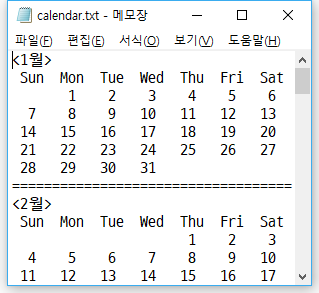 calendar.txt - 메모장
파일(F) 편집(E) 서식(O) 보기(V) 도움말(H)
<1월>
Sun Mon Tue Wed Thu Fri Sat
1 2 3 4 5 6
7 8 9 10 11 12 13
14 15 16 17 18 19 20
21 22 23 24 25 26 27
28 29 30 31
===================================
<2월>
Sun Mon Tue Wed Thu Fri Sat
1 2 3
4 5 6 7 8 9 10
11 12 13 14 15 16 17